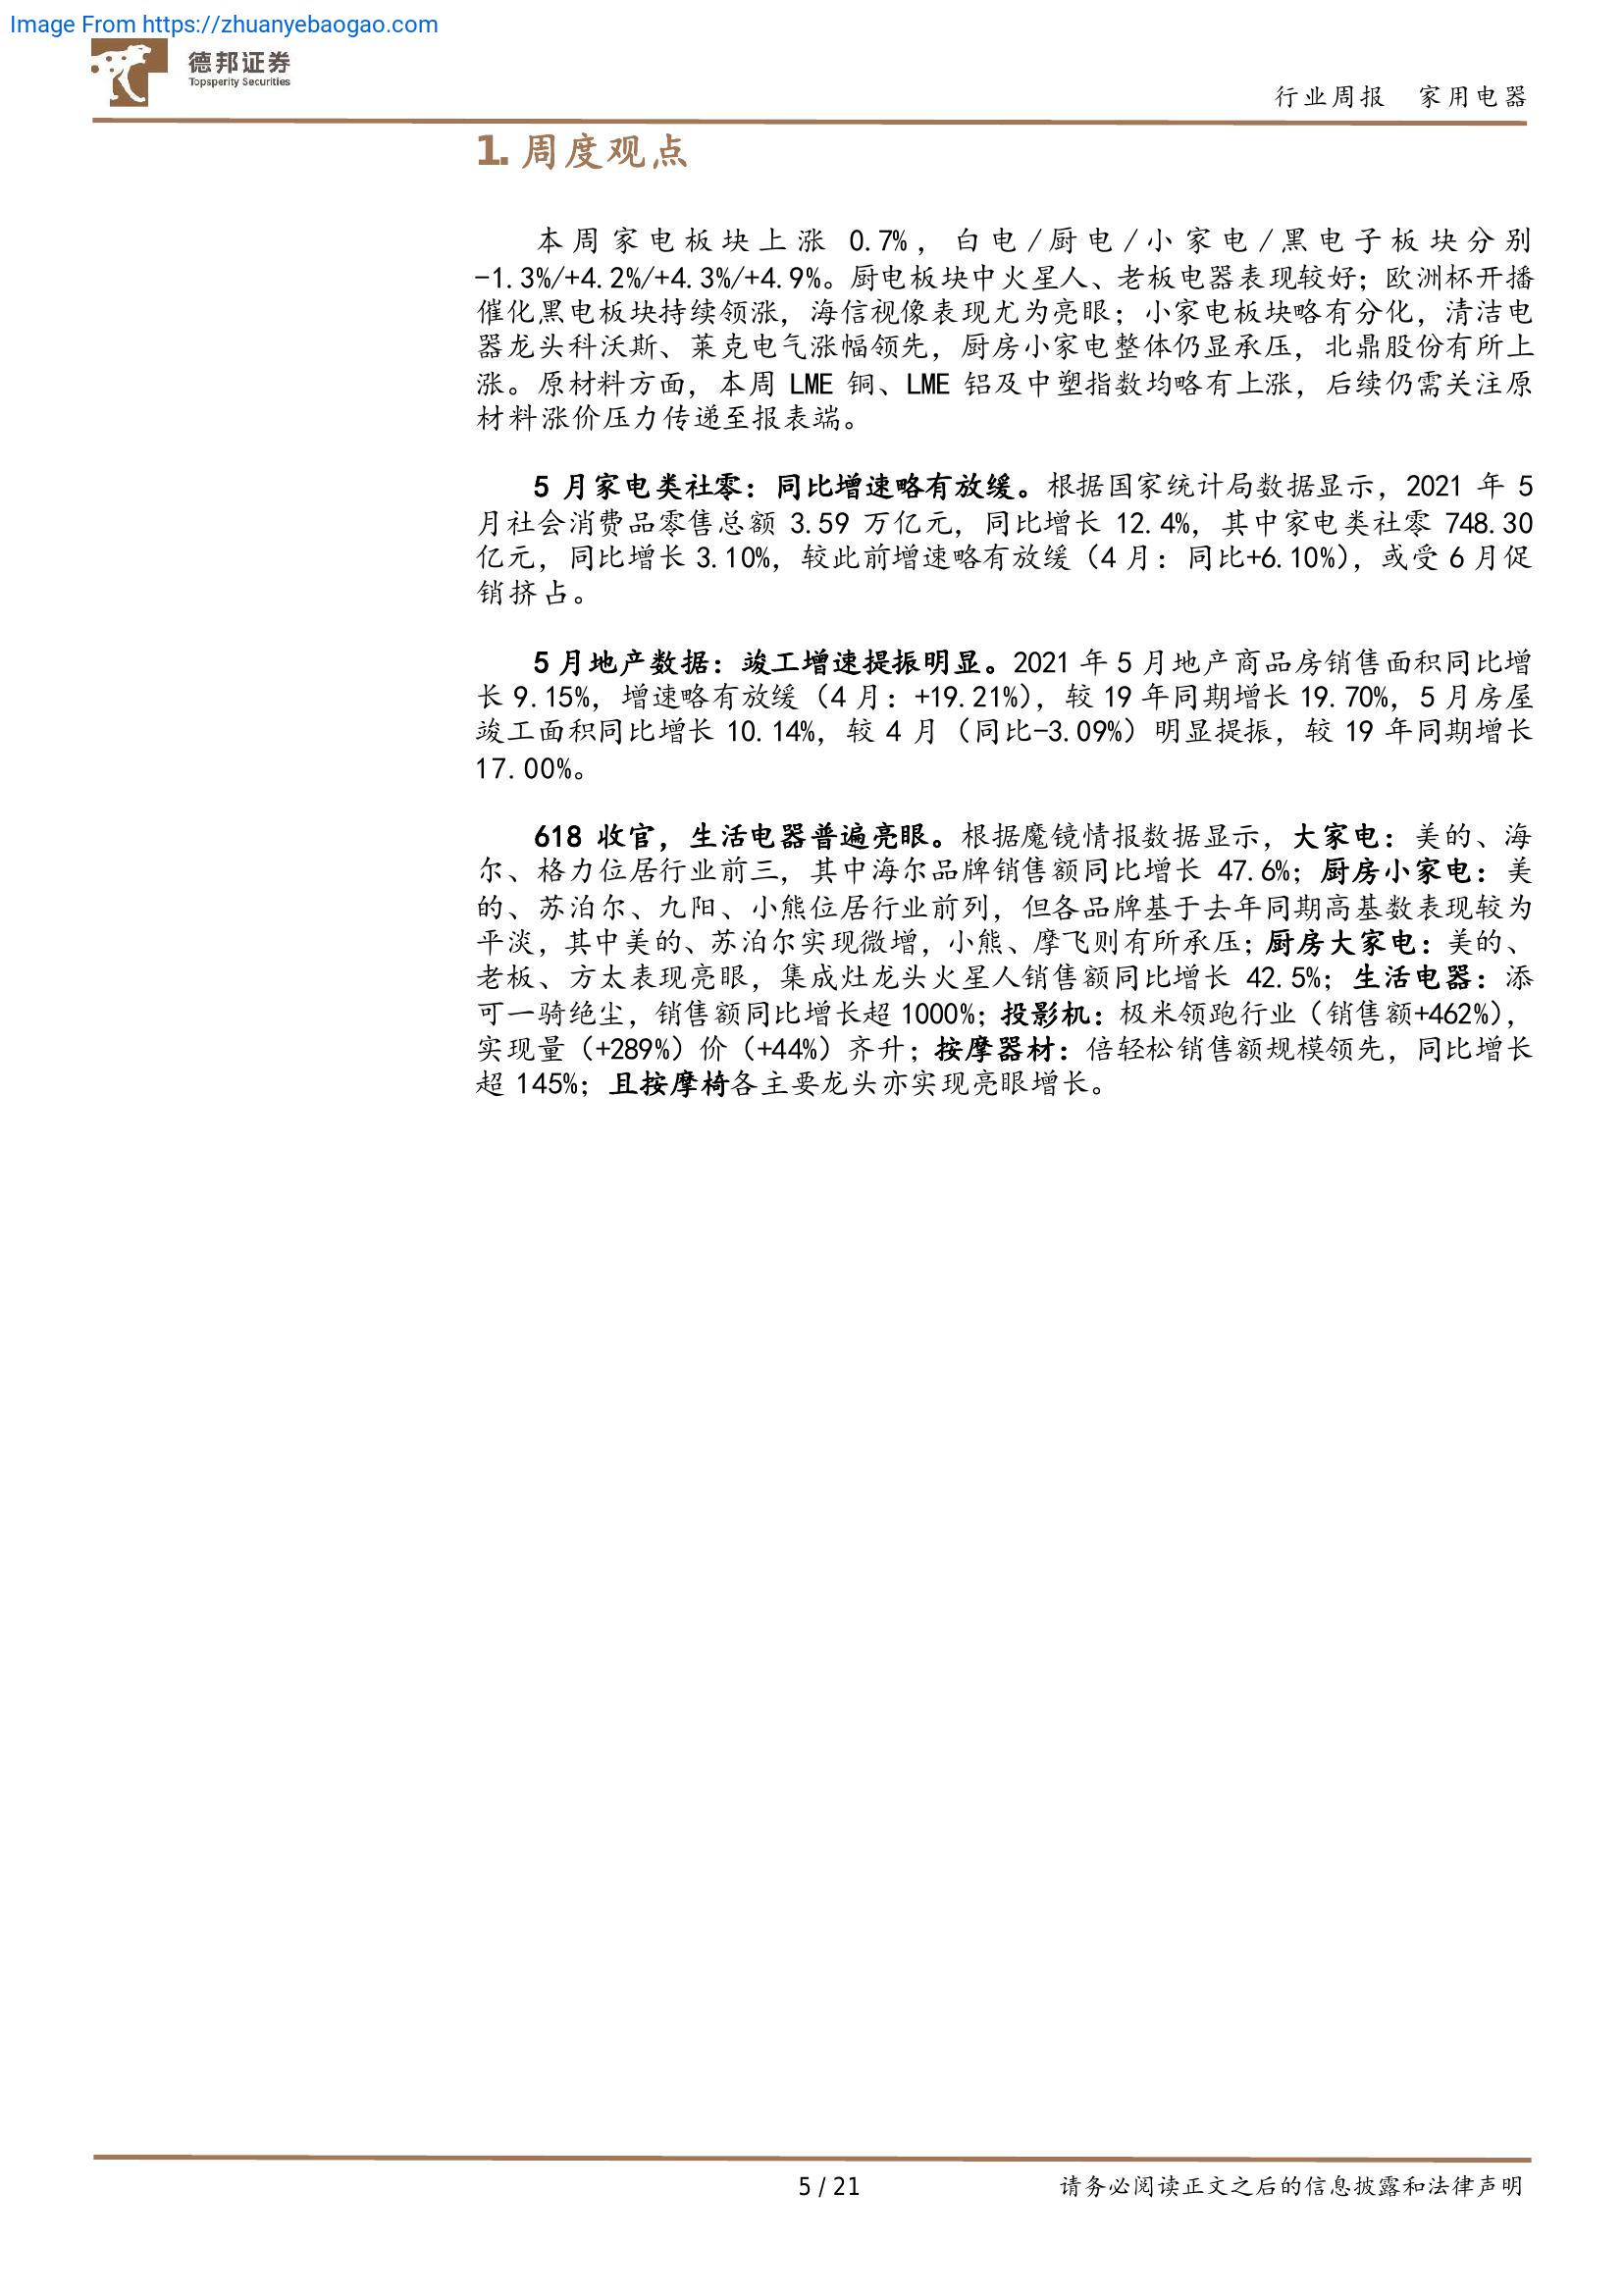 Image From https://zhuanyebaogao.com
德邦证券
Topsperity Securities
行业周报 家用电器
1. 周度观点
本周家电板块上涨 0.7%，白电/厨电/小家电/黑电子板块分别
-1.3%/+4.2%/+4.3%/+4.9%。厨电板块中火星人、老板电器表现较好；欧洲杯开播
催化黑电板块持续领涨，海信视像表现尤为亮眼；小家电板块略有分化，清洁电
器龙头科沃斯、莱克电气涨幅领先，厨房小家电整体仍显承压，北鼎股份有所上
涨。原材料方面，本周 LME 铜、LME 铝及中塑指数均略有上涨，后续仍需关注原
材料涨价压力传递至报表端。
5 月家电类社零：同比增速略有放缓。根据国家统计局数据显示，2021 年 5
月社会消费品零售总额 3.59 万亿元，同比增长 12.4%，其中家电类社零 748.30
亿元，同比增长 3.10%，较此前增速略有放缓（4 月：同比+6.10%），或受 6 月促
销挤占。
5 月地产数据：竣工增速提振明显。2021 年 5 月地产商品房销售面积同比增
长 9.15%，增速略有放缓（4 月：+19.21%），较 19 年同期增长 19.70%，5 月房屋
竣工面积同比增长 10.14%，较 4 月（同比-3.09%）明显提振，较 19 年同期增长
17.00%。
618 收官，生活电器普遍亮眼。根据魔镜情报数据显示，大家电：美的、海
尔、格力位居行业前三，其中海尔品牌销售额同比增长 47.6%；厨房小家电：美
的、苏泊尔、九阳、小熊位居行业前列，但各品牌基于去年同期高基数表现较为
平淡，其中美的、苏泊尔实现微增，小熊、摩飞则有所承压；厨房大家电：美的、
老板、方太表现亮眼，集成灶龙头火星人销售额同比增长 42.5%；生活电器：添
可一骑绝尘，销售额同比增长超 1000%；投影机：极米领跑行业（销售额+462%），
实现量（+289%）价（+44%）齐升；按摩器材：倍轻松销售额规模领先，同比增长
超 145%；且按摩椅各主要龙头亦实现亮眼增长。
5 / 21
请务必阅读正文之后的信息披露和法律声明